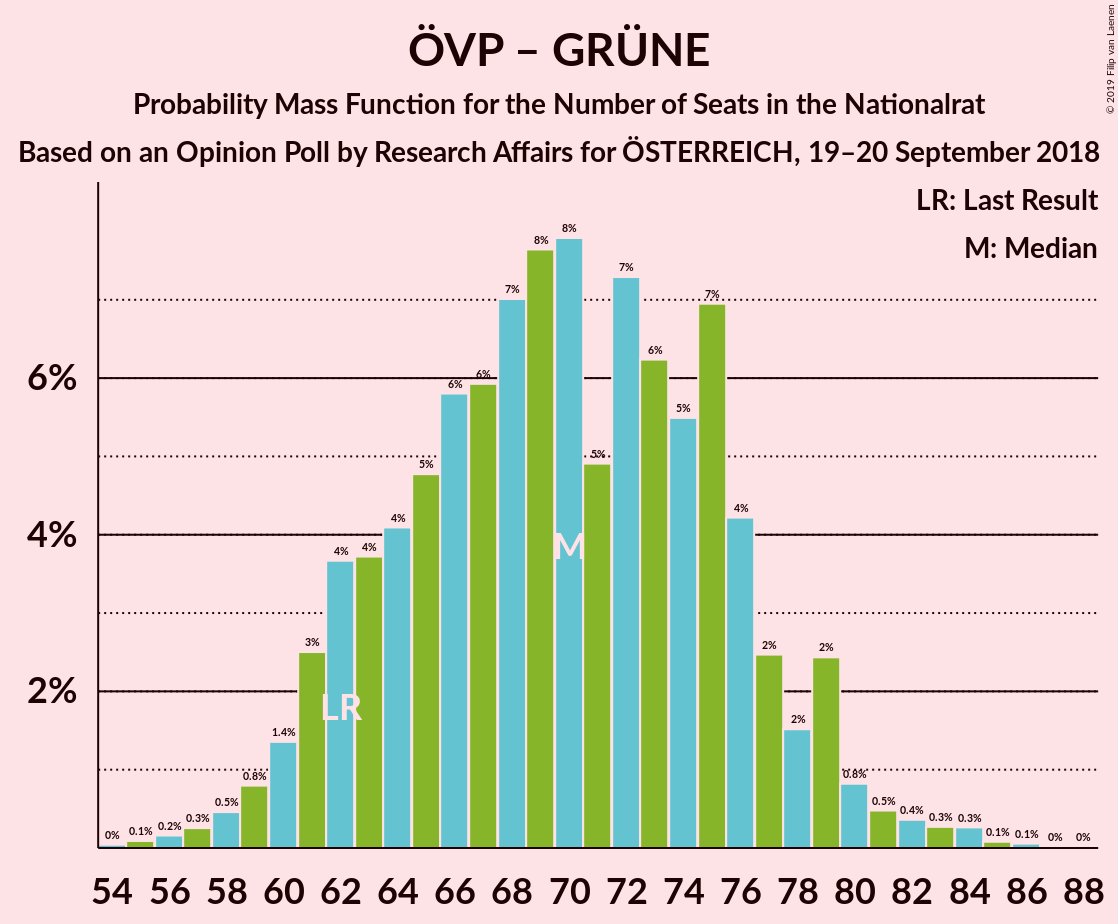 ÖVP – GRÜNE
Probability Mass Function for the Number of Seats in the Nationalrat
Based on an Opinion Poll by Research Affairs for ÖSTERREICH, 19–20 September 2018
© 2019 Filip van Laenen
LR: Last Result
M: Median
6%
4%
2%
0% 0.1% 0.2% 0.3% 0.5% 0.8% 1.4% 3% 4% 4% 4% 5% 6% 6% 7% 8% 8% 5% 7% 6% 5% 7% 4% 2% 2% 2% 0.8% 0.5% 0.4% 0.3% 0.3% 0.1% 0.1% 0% 0%
LR
M
54 56 58 60 62 64 66 68 70 72 74 76 78 80 82 84 86 88